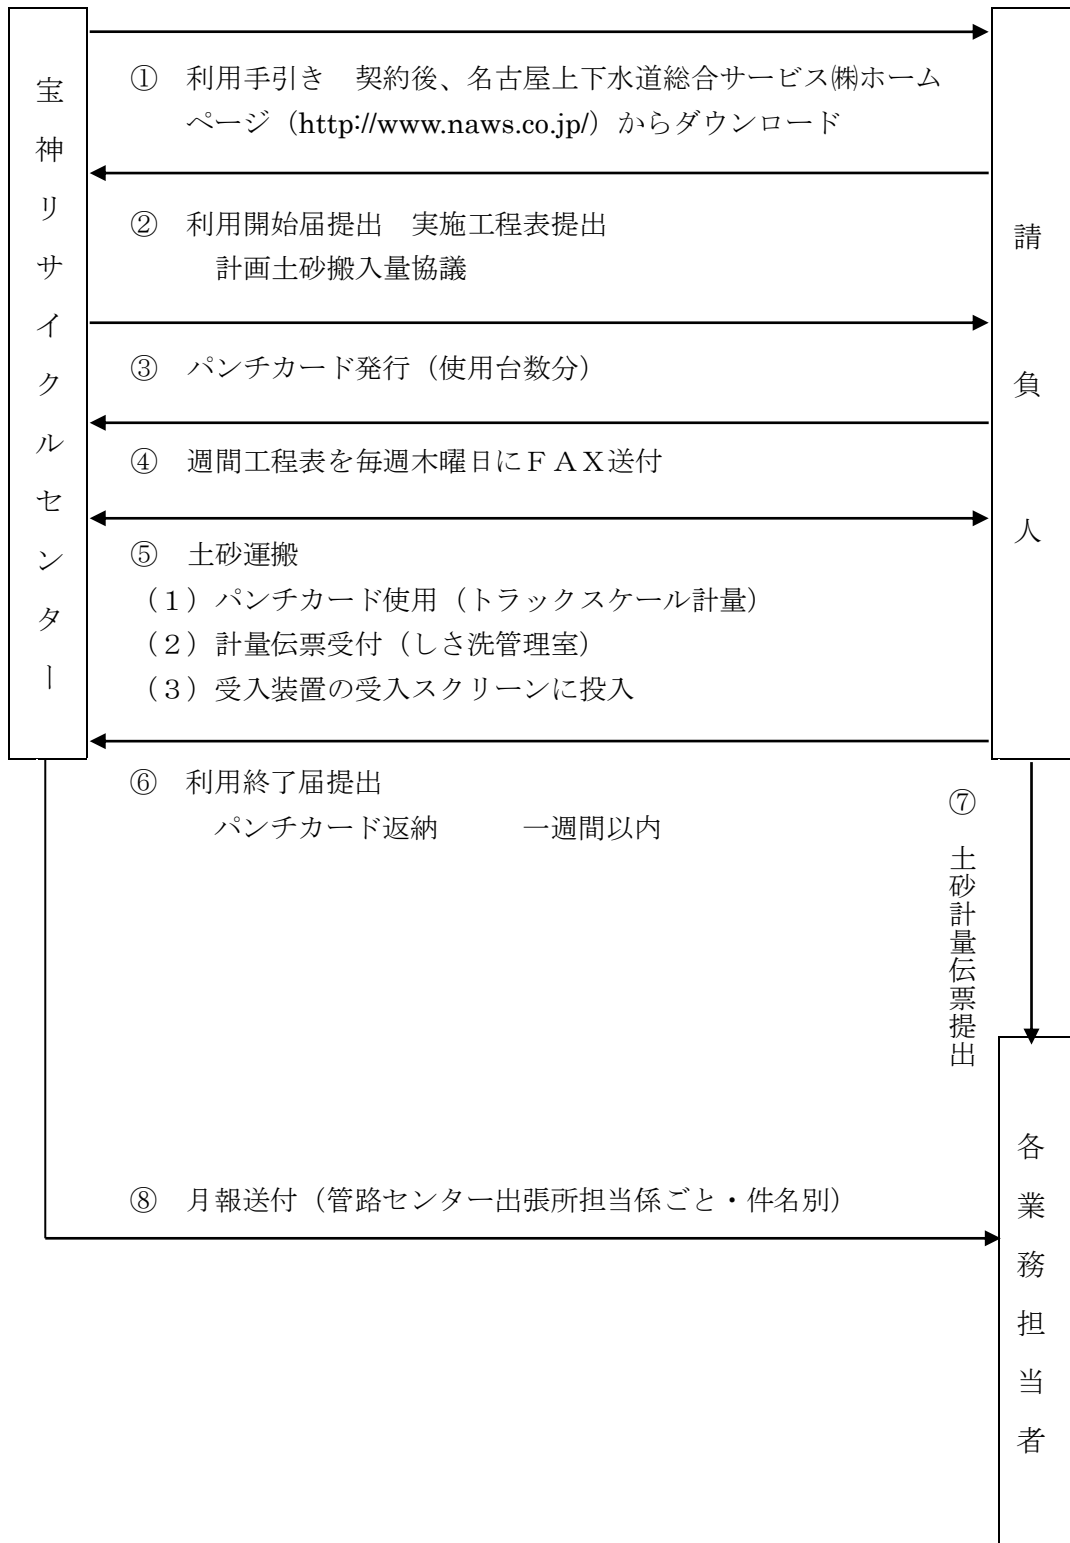 宝神リサイクルセンター
請負人
① 利用手引き 契約後、名古屋上下水道総合サービス㈱ホーム
ページ（http://www.naws.co.jp/）からダウンロード
② 利用開始届提出 実施工程表提出
計画土砂搬入量協議
③ パンチカード発行（使用台数分）
④ 週間工程表を毎週木曜日にＦＡＸ送付
⑤ 土砂運搬
（１）パンチカード使用（トラックスケール計量）
（２）計量伝票受付（しさ洗管理室）
（３）受入装置の受入スクリーンに投入
⑥ 利用終了届提出
パンチカード返納 一週間以内
⑦ 土砂計量伝票提出
⑧ 月報送付（管路センター出張所担当係ごと・件名別）
各業務担当者